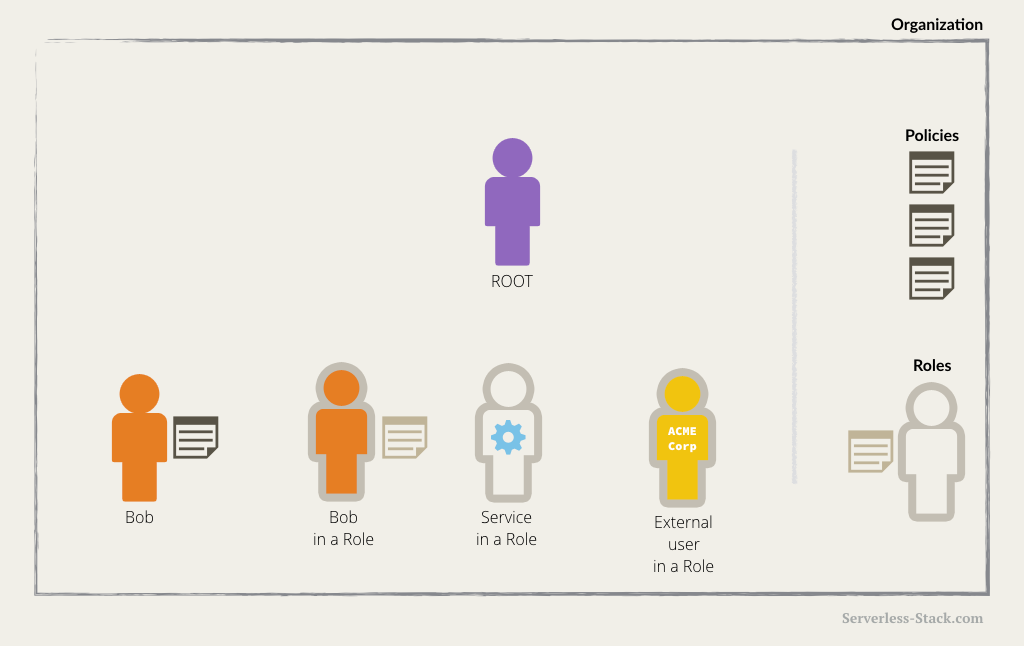 Organization
Policies
ROOT
Roles
ACME
Corp
Bob
Bob
in a Role
Service
in a Role
External
user
in a Role
Serverless-Stack.com